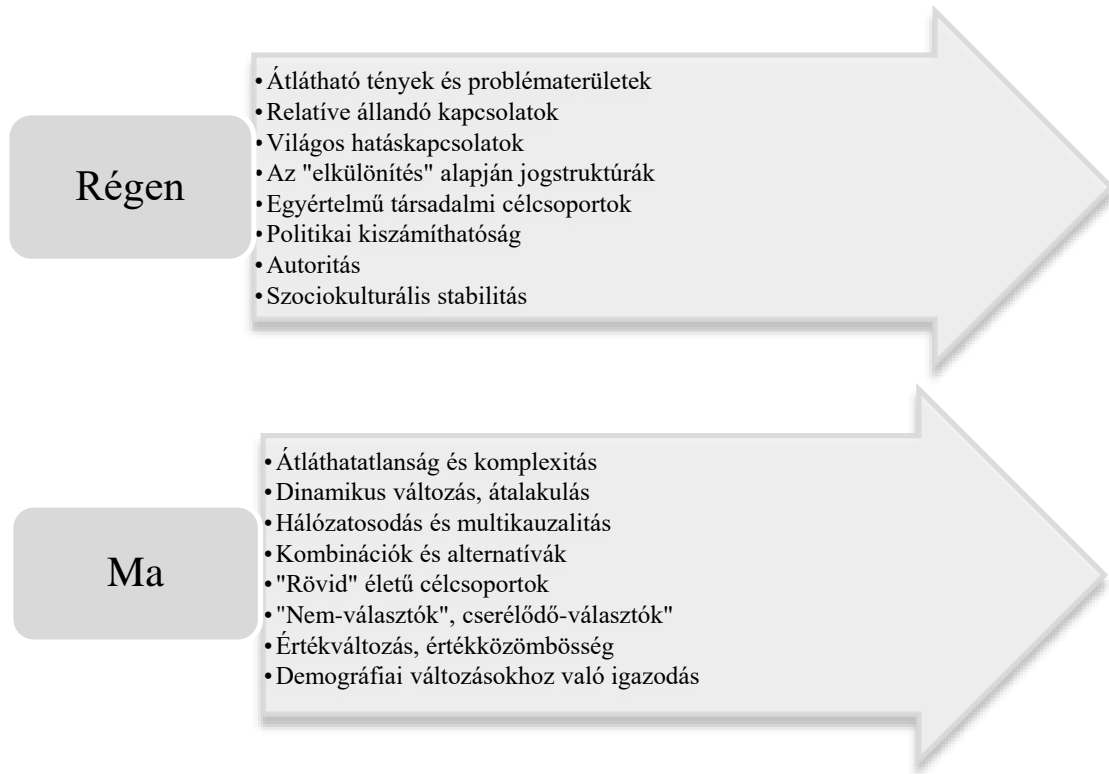 Régen
•Átlátható tények és problématerületek
•Relatíve állandó kapcsolatok
•Világos hatáskapcsolatok
•Az "elkülönítés" alapján jogstruktúrák
•Egyértelmű társadalmi célcsoportok
•Politikai kiszámíthatóság
•Autoritás
•Szociokulturális stabilitás
Ma
•Átláthatatlanság és komplexitás
•Dinamikus változás, átalakulás
•Hálózatosodás és multikauzalitás
•Kombinációk és alternatívák
•"Rövid" életű célcsoportok
•"Nem-választók", cserélődő-választók"
•Értékváltozás, értékközömbösség
•Demográfiai változásokhoz való igazodás